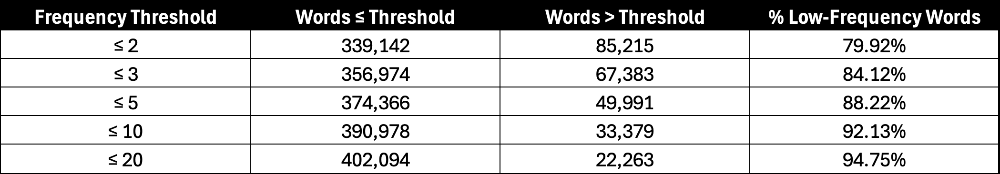 Frequency Threshold Words ≤ Threshold Words > Threshold % Low-Frequency Words
≤ 2 339,142 85,215 79.92%
≤ 3 356,974 67,383 84.12%
≤ 5 374,366 49,991 88.22%
≤ 10 390,978 33,379 92.13%
≤ 20 402,094 22,263 94.75%